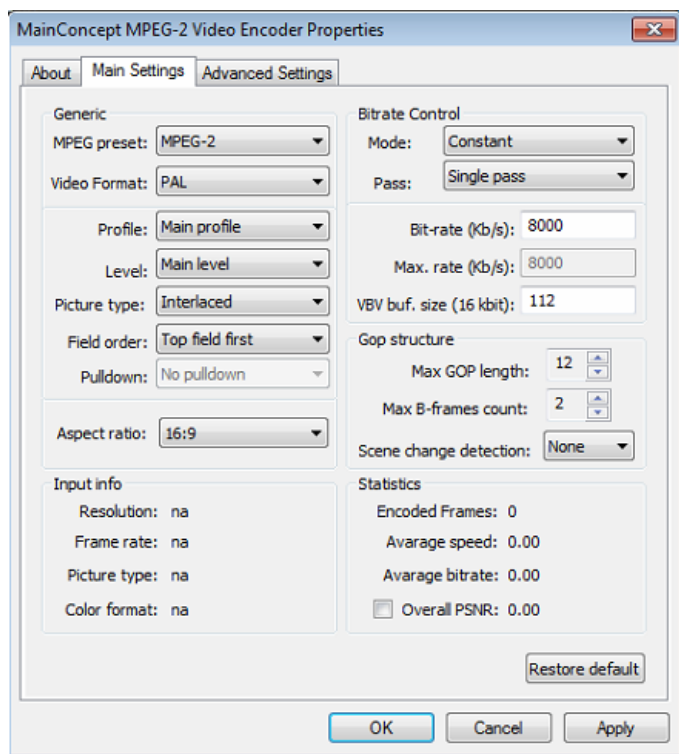 MainConcept MPEG-2 Video Encoder Properties
About Main Settings Advanced Settings
Generic
MPEG preset: MPEG-2
Video Format: PAL
Profile: Main profile
Level: Main level
Picture type: Interlaced
Field order: Top field first
Pulldown: No pulldown
Aspect ratio: 16:9
Input info
Resolution: na
Frame rate: na
Picture type: na
Color format: na
Bitrate Control
Mode: Constant
Pass: Single pass
Bit-rate (Kb/s): 8000
Max. rate (Kb/s): 8000
VBV buf. size (16 kbit): 112
Gop structure
Max GOP length: 12
Max B-frames count: 2
Scene change detection: None
Statistics
Encoded Frames: 0
Avarage speed: 0.00
Avarage bitrate: 0.00
Overall PSNR: 0.00
Restore default
OK Cancel Apply